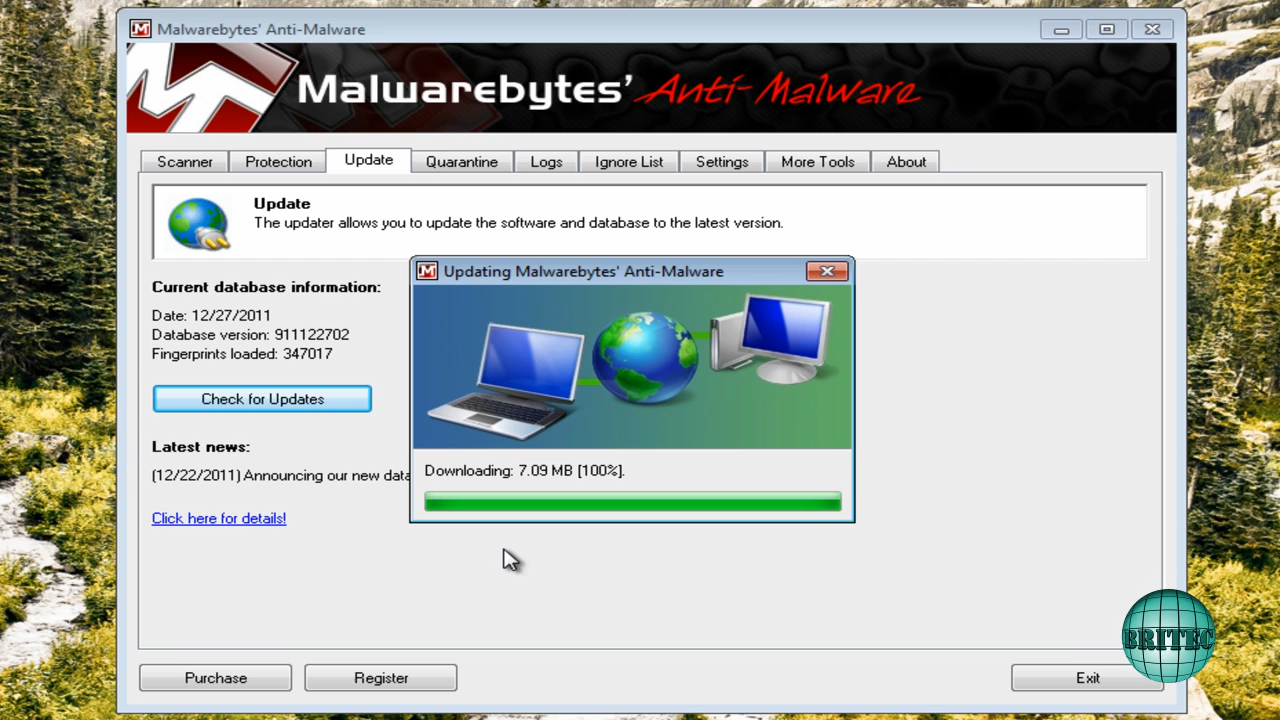 Malwarebytes' Anti-Malware
Malwarebytes' Anti-Malware
Scanner Protection Update Quarantine Logs Ignore List Settings More Tools About
Update
The updater allows you to update the software and database to the latest version.
Updating Malwarebytes' Anti-Malware
Current database information:
Date: 12/27/2011
Database version: 911122702
Fingerprints loaded: 347017
Check for Updates
Latest news:
(12/22/2011) Announcing our new data
Downloading: 7.09 MB [100%].
Click here for details!
BRITEC
Purchase Register Exit